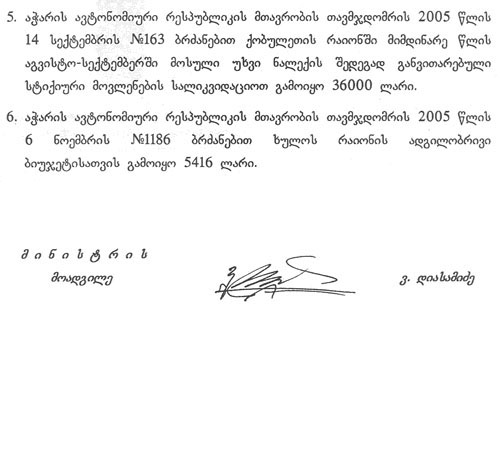 5. აჭარის ავტონომიური რესპუბლიკის მთავრობის თავმჯდომრის 2005 წლის
14 სექტემბრის №163 ბრძანებით ქობულეთის რაიონში მიმდინარე წლის
აგვისტო-სექტემბერში მოსული უხვი ნალექის შედეგად განვითარებული
სტიქიური მოვლენების სალიკვიდაციოთ გამოიყო 36000 ლარი.
6. აჭარის ავტონომიური რესპუბლიკის მთავრობის თავმჯდომრის 2005 წლის
6 ნოემბრის №1186 ბრძანებით ხულოს რაიონის ადგილობრივი
ბიუჯეტისათვის გამოიყო 5416 ლარი.
მინისტრის
მოადგილე
ვ. დიასამიძე